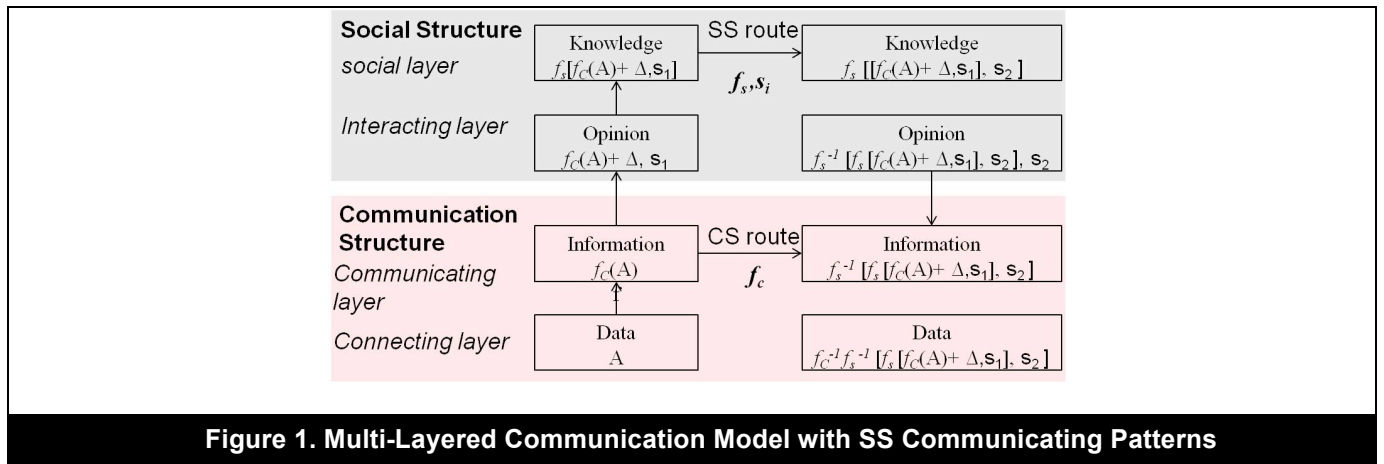 Social Structure
social layer
Knowledge
f_s[f_C(A)+ Δ,s_1]
SS route
f_s,s_i
Knowledge
f_s [[f_C(A)+ Δ,s_1], s_2 ]
Interacting layer
Opinion
f_C(A)+ Δ, s_1
Opinion
f_s^-1 [f_s[f_C(A)+ Δ,s_1], s_2], s_2
Communication
Structure
Communicating
layer
Information
f_C(A)
CS route
f_c
Information
f_s^-1 [f_s[f_C(A)+ Δ,s_1], s_2]
Connecting layer
Data
A
Data
f_C^-1 f_s^-1 [f_s[f_C(A)+ Δ,s_1], s_2]
Figure 1. Multi-Layered Communication Model with SS Communicating Patterns